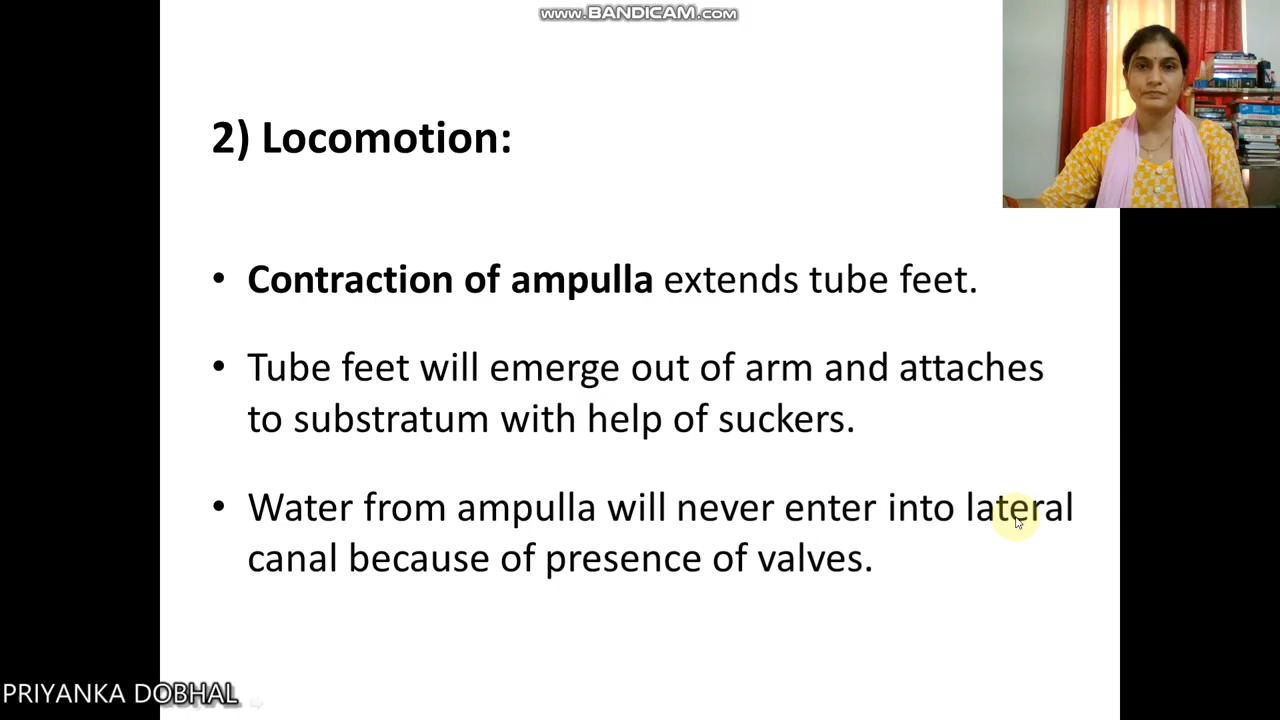 www.BANDICAM.com
2) Locomotion:
• Contraction of ampulla extends tube feet.
• Tube feet will emerge out of arm and attaches
to substratum with help of suckers.
• Water from ampulla will never enter into lateral
canal because of presence of valves.
PRIYANKA DOBHAL